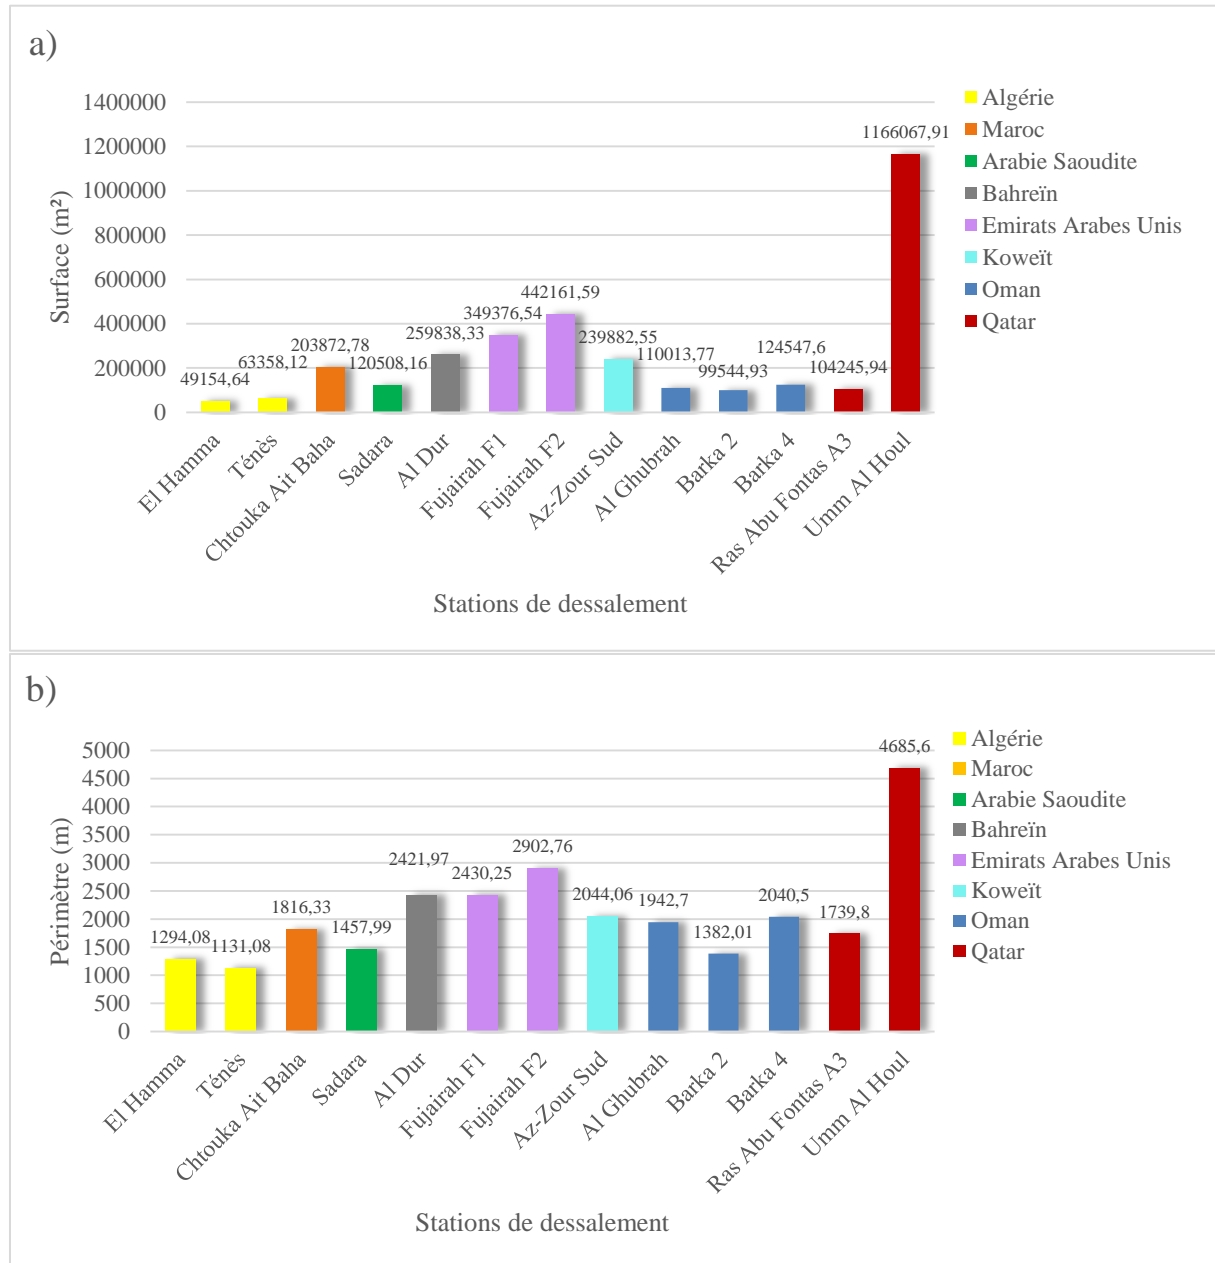 a)
1400000
1200000
1000000
800000
600000
400000
200000
0
Surface (m²)
49154,64
63358,12
203872,78
120508,16
259838,33
349376,54
442161,59
239882,55
110013,77
99544,93
124547,6
104245,94
1166067,91
El Hamma
Ténès
Chtouka Ait Baha
Sadara
Al Dur
Fujairah F1
Fujairah F2
Az-Zour Sud
Al Ghubrah
Barka 2
Barka 4
Ras Abu Fontas A3
Umm Al Houl
Stations de dessalement
Algérie
Maroc
Arabie Saoudite
Bahreïn
Emirats Arabes Unis
Koweït
Oman
Qatar
b)
5000
4500
4000
3500
3000
2500
2000
1500
1000
500
0
Périmètre (m)
1294,08
1131,08
1816,33
1457,99
2421,97
2430,25
2902,76
2044,06
1942,7
1382,01
2040,5
1739,8
4685,6
El Hamma
Ténès
Chtouka Ait Baha
Sadara
Al Dur
Fujairah F1
Fujairah F2
Az-Zour Sud
Al Ghubrah
Barka 2
Barka 4
Ras Abu Fontas A3
Umm Al Houl
Stations de dessalement
Algérie
Maroc
Arabie Saoudite
Bahreïn
Emirats Arabes Unis
Koweït
Oman
Qatar